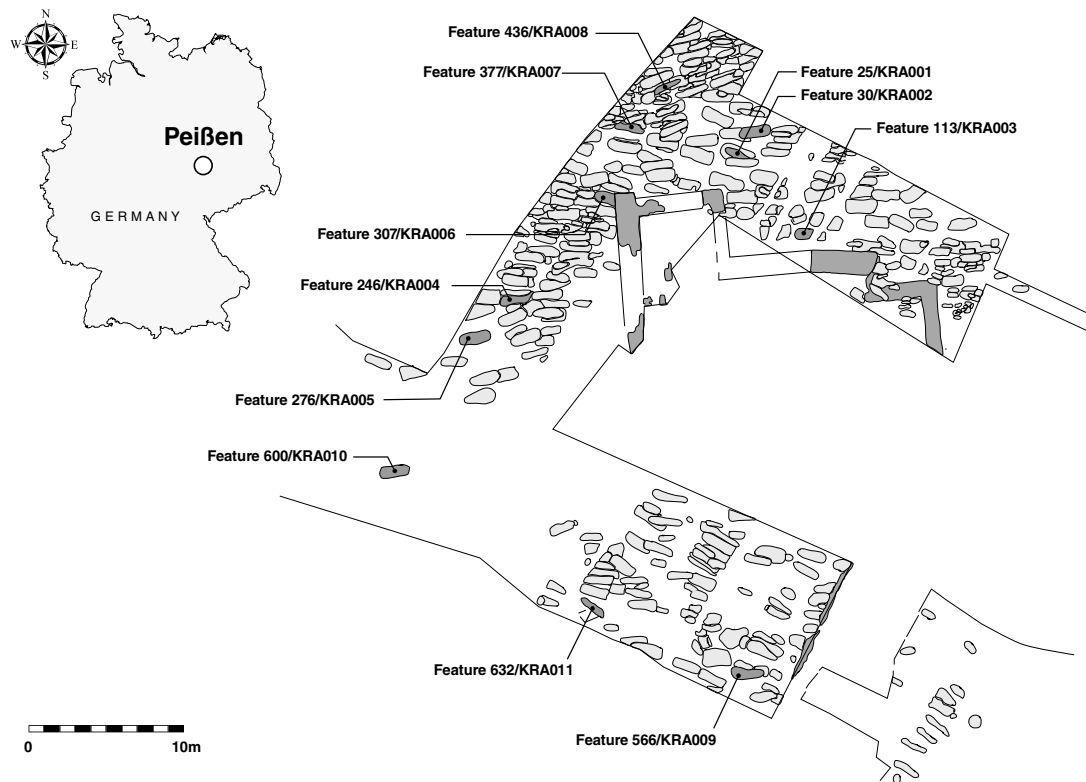 N
W E
S
Peißen
GERMANY
Feature 436/KRA008
Feature 377/KRA007
Feature 25/KRA001
Feature 30/KRA002
Feature 113/KRA003
Feature 307/KRA006
Feature 246/KRA004
Feature 276/KRA005
Feature 600/KRA010
Feature 632/KRA011
Feature 566/KRA009
0 10m